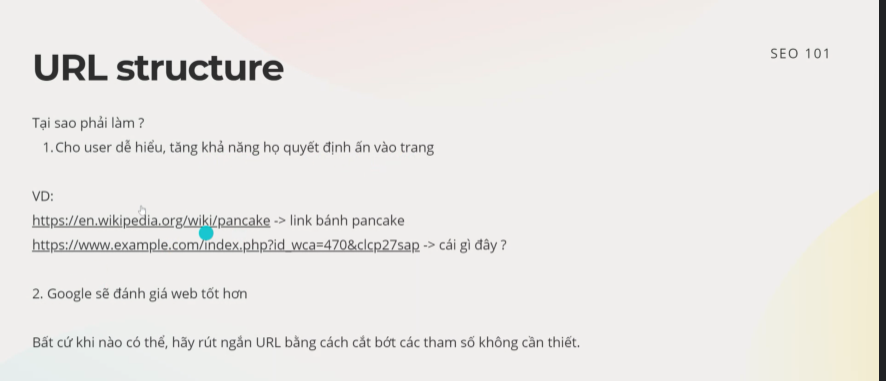 SEO 101
URL structure
Tại sao phải làm ?
1.Cho user dễ hiểu, tăng khả năng họ quyết định ấn vào trang
VD:
https://en.wikipedia.org/wiki/pancake -> link bánh pancake
https://www.example.com/index.php?id_wca=470&clcp27sap -> cái gì đây ?
2. Google sẽ đánh giá web tốt hơn
Bất cứ khi nào có thể, hãy rút ngắn URL bằng cách cắt bớt các tham số không cần thiết.